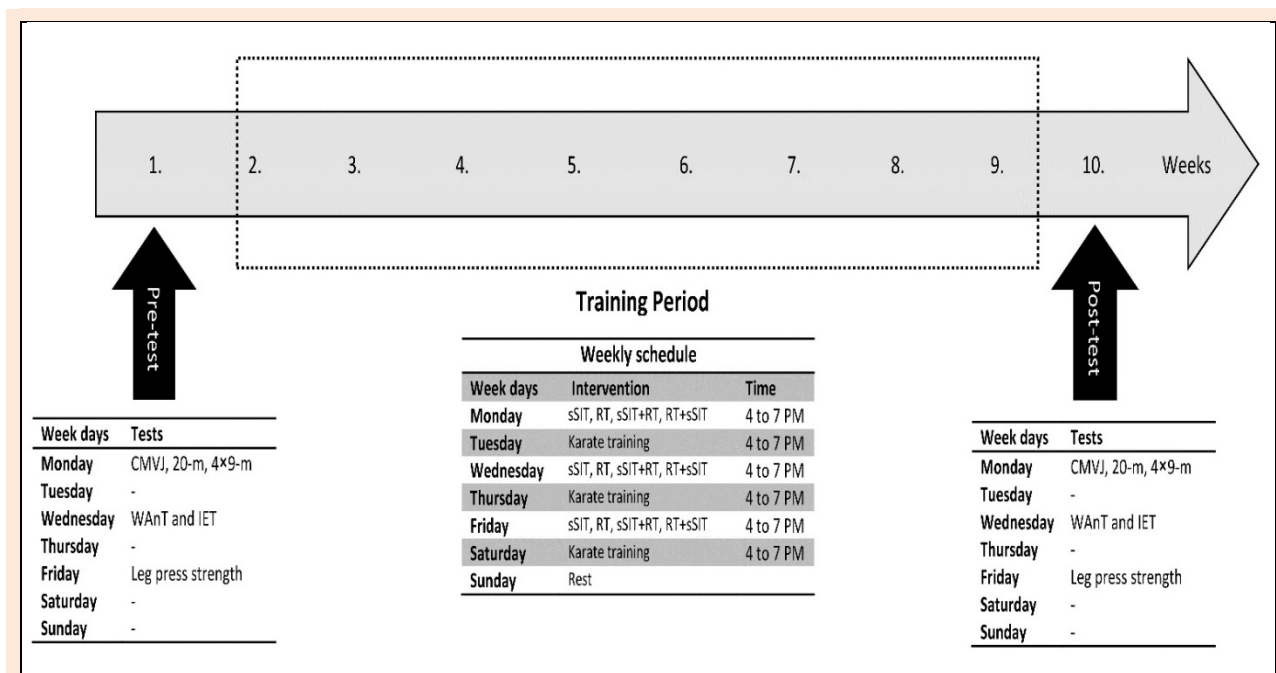 1. 2. 3. 4. 5. 6. 7. 8. 9. 10. Weeks
Pre-test
Post-test
Training Period
Weekly schedule
Week days Intervention Time
Monday sSIT, RT, sSIT+RT, RT+sSIT 4 to 7 PM
Tuesday Karate training 4 to 7 PM
Wednesday sSIT, RT, sSIT+RT, RT+sSIT 4 to 7 PM
Thursday Karate training 4 to 7 PM
Friday sSIT, RT, sSIT+RT, RT+sSIT 4 to 7 PM
Saturday Karate training 4 to 7 PM
Sunday Rest
Week days Tests
Monday CMVJ, 20-m, 4×9-m
Tuesday -
Wednesday WAnT and IET
Thursday -
Friday Leg press strength
Saturday -
Sunday -
Week days Tests
Monday CMVJ, 20-m, 4×9-m
Tuesday -
Wednesday WAnT and IET
Thursday -
Friday Leg press strength
Saturday -
Sunday -